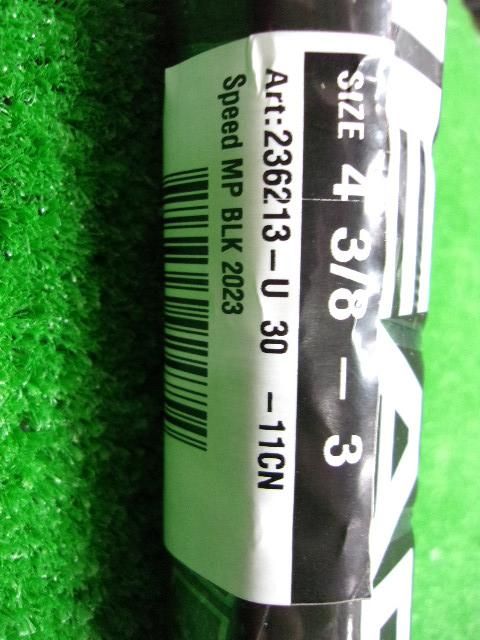 SIZE 4 3/8 - 3
Art:236213-U 30 -11CN
Speed MP BLK 2023